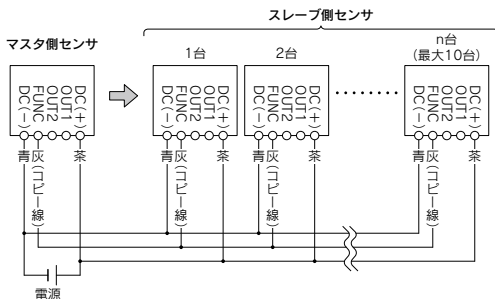 スレーブ側センサ
マスタ側センサ
1台
2台
n台
(最大10台)
DC(−)
FUNC
OUT2
OUT1
DC(+)
DC(−)
FUNC
OUT2
OUT1
DC(+)
DC(−)
FUNC
OUT2
OUT1
DC(+)
DC(−)
FUNC
OUT2
OUT1
DC(+)
青
灰(コピー線)
茶
青
灰(コピー線)
茶
青
灰(コピー線)
茶
青
灰(コピー線)
茶
電源